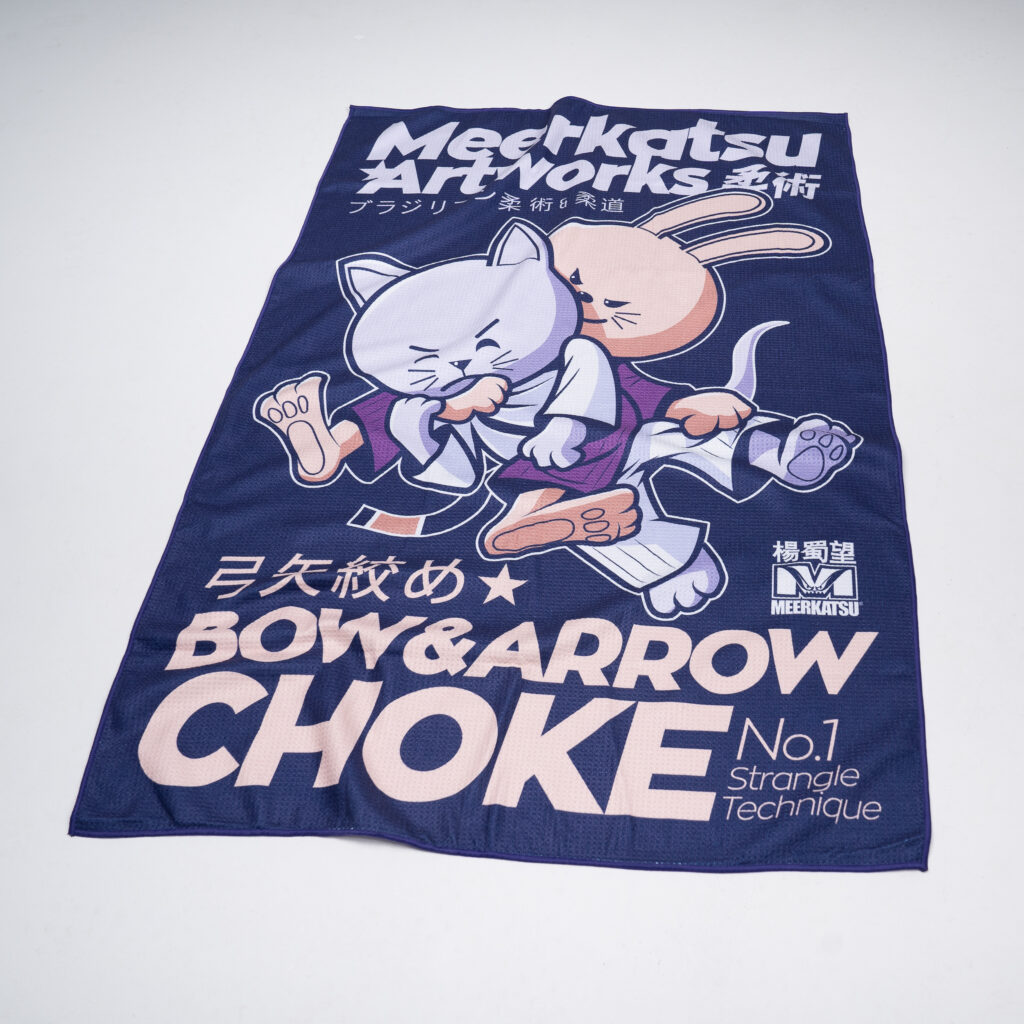 Meerkatsu
Artworks 柔術
ブラジリアン柔術&柔道
弓矢絞め★
楊蜀望
MEERKATSU®
BOW&ARROW
CHOKE
No.1
Strangle
Technique